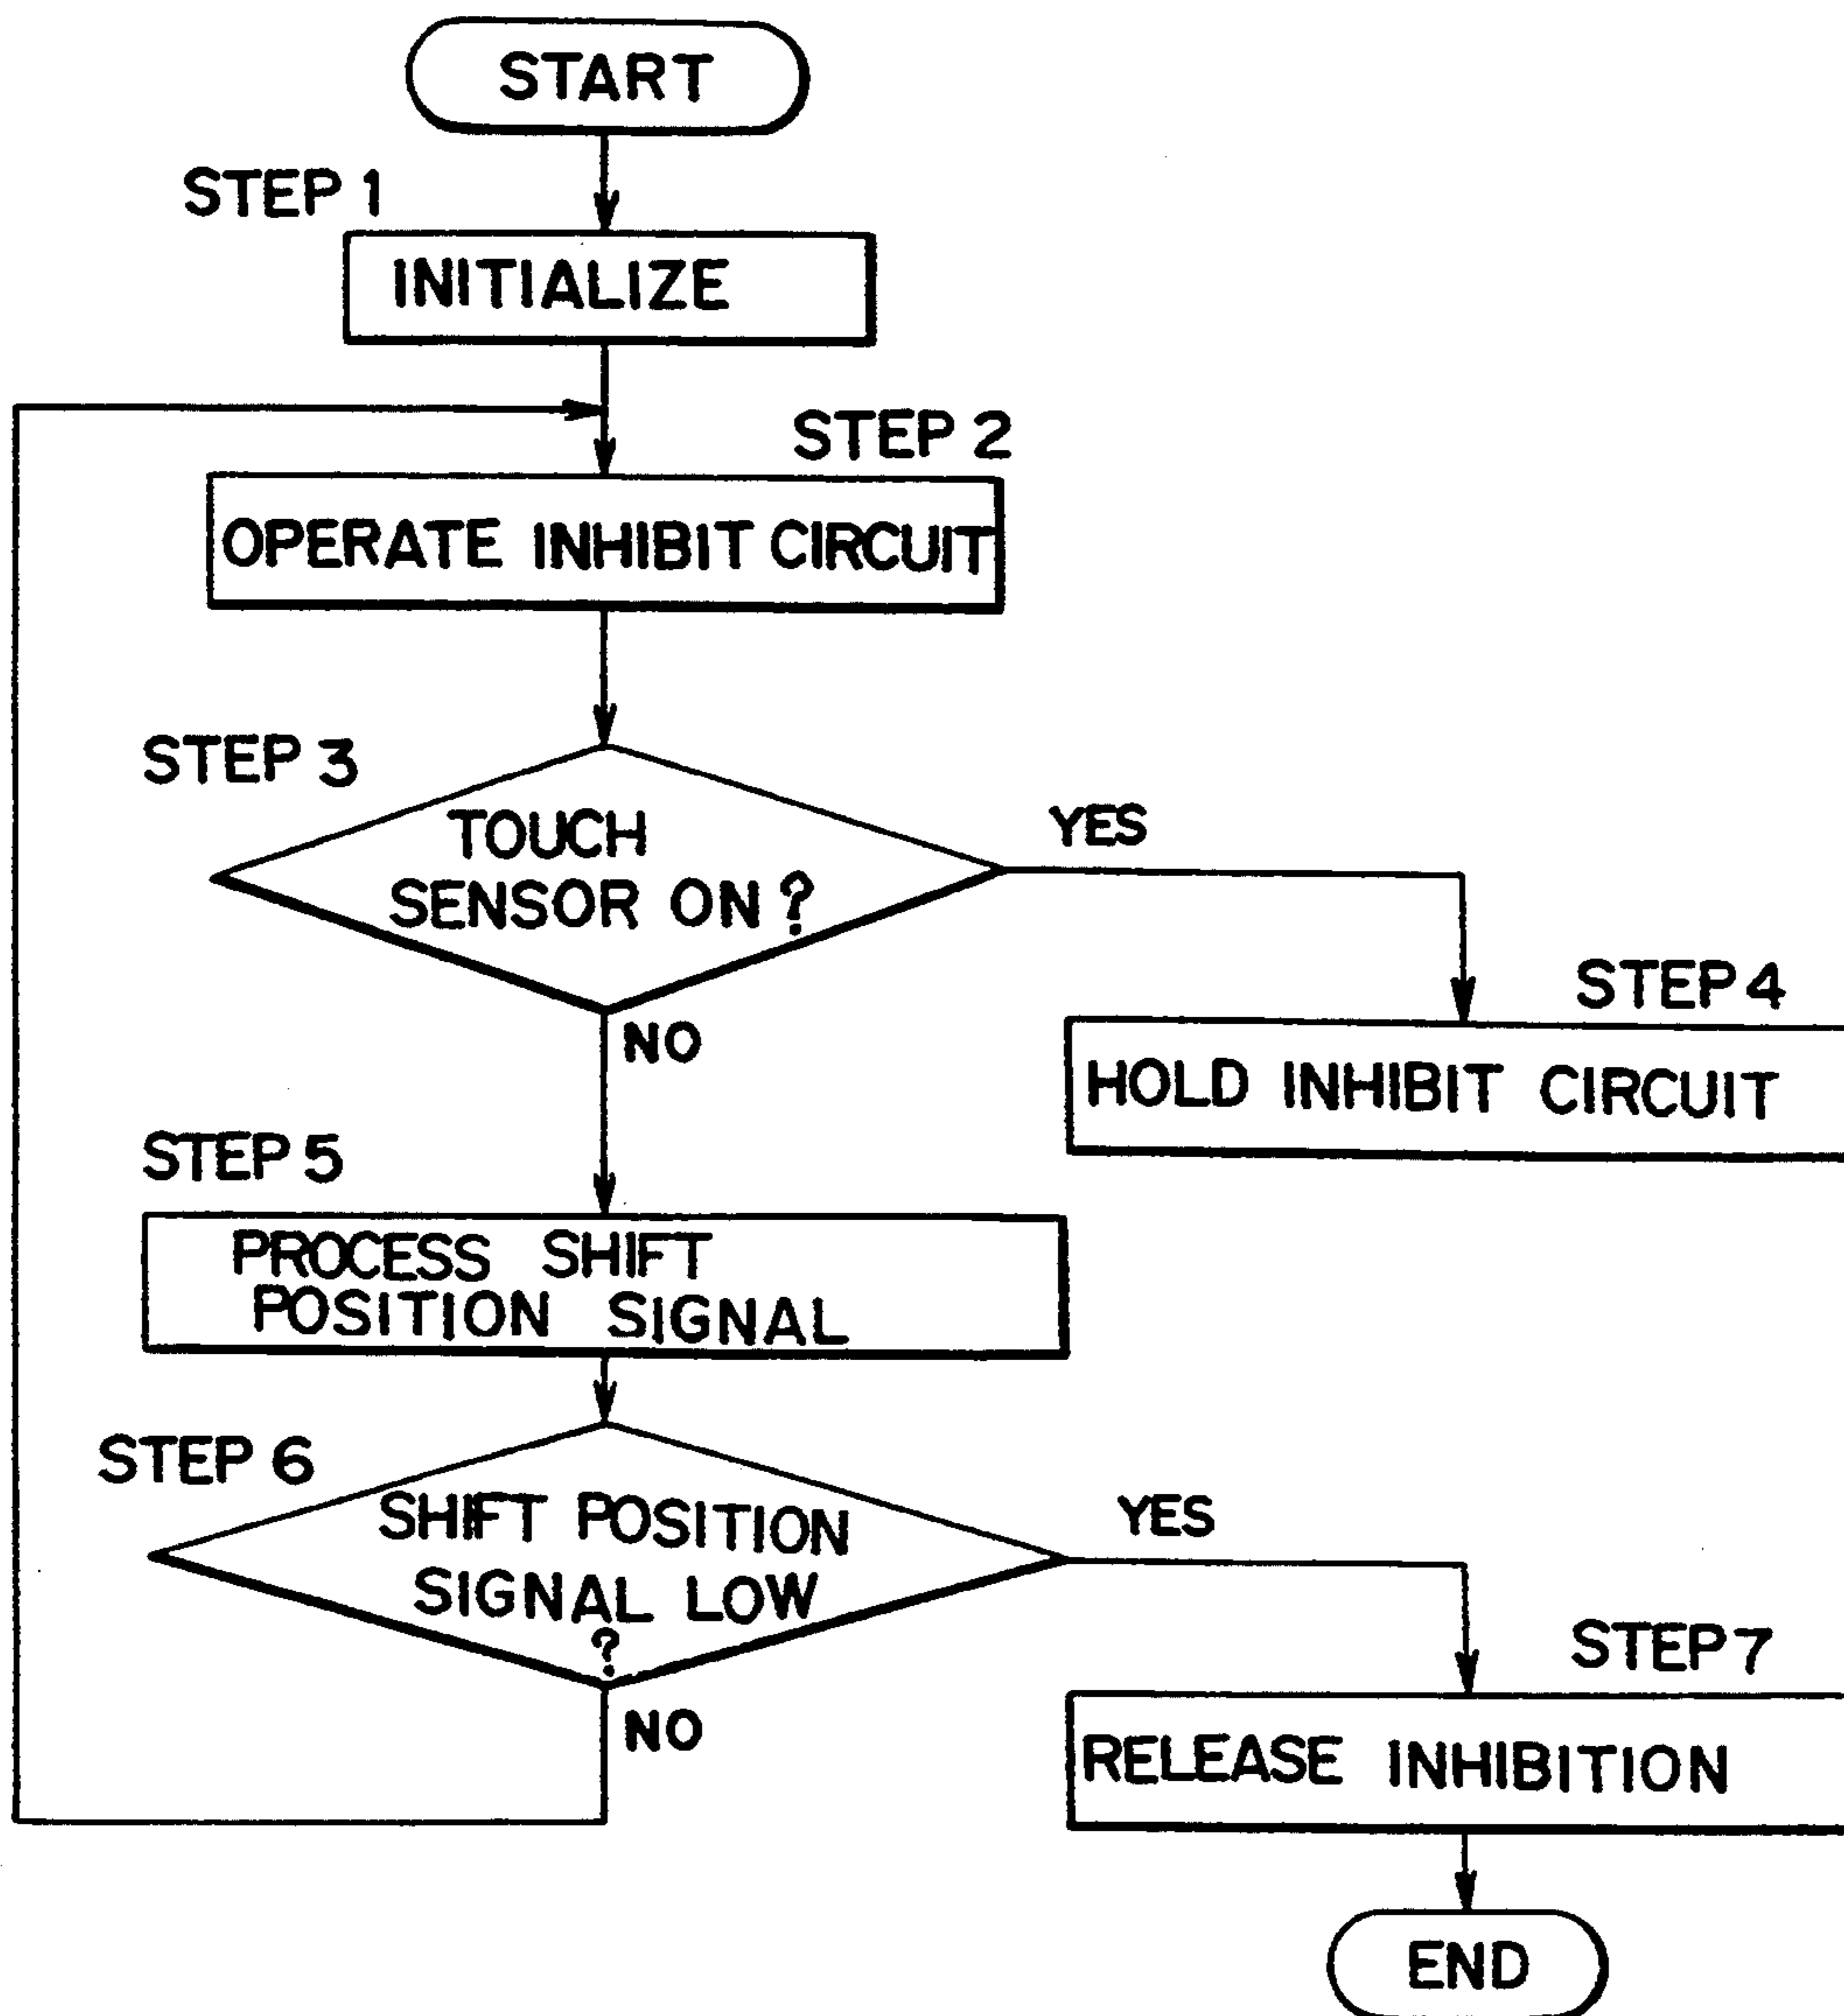 START
STEP 1
INITIALIZE
STEP 2
OPERATE INHIBIT CIRCUIT
STEP 3
TOUCH
SENSOR ON ?
YES
NO
STEP 4
HOLD INHIBIT CIRCUIT
STEP 5
PROCESS SHIFT
POSITION SIGNAL
STEP 6
SHIFT POSITION
SIGNAL LOW
?
YES
NO
STEP 7
RELEASE INHIBITION
END